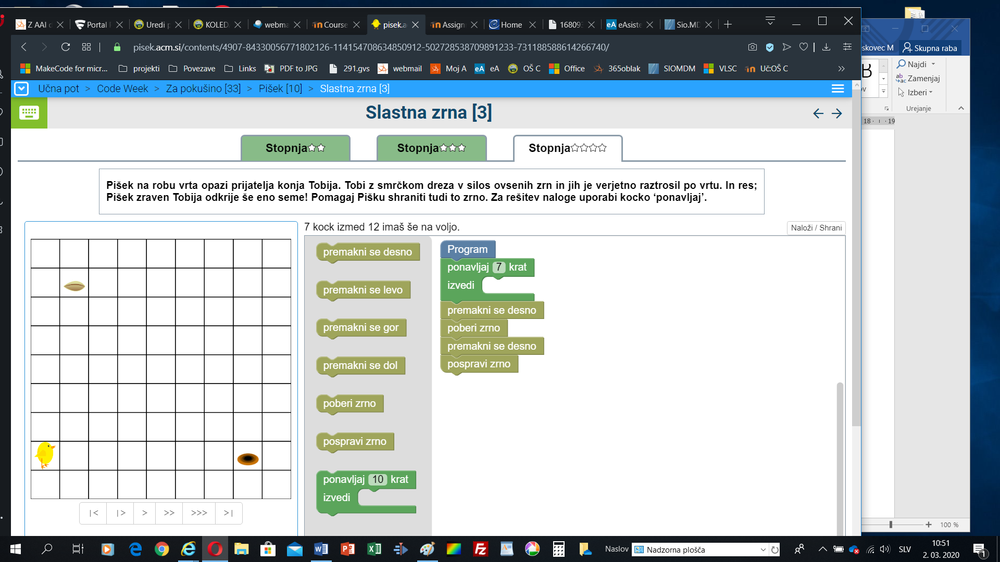 Z AAI
Portal
Uredi
KOLED
webma
Course
pisek.a
Assign
Home
16809
eAsiste
Sio.MD
pisek.acm.si/contents/4907-84330056771802126-114154708634850912-502728538709891233-731188588614266740/
MakeCode for micr...
projekti
Povezave
Links
PDF to JPG
291.gvs
webmail
Moj A
eA
OŠ C
Office
365oblak
SIOMDM
VLSC
Uč:OŠ C
skovec M
Skupna raba
Najdi
Zamenjaj
Izberi
Urejanje
18 19
Učna pot > Code Week > Za pokušino [33] > Pišek [10] > Slastna zrna [3]
Slastna zrna [3]
Stopnja
Stopnja
Stopnja
Pišek na robu vrta opazi prijatelja konja Tobija. Tobi z smrčkom dreza v silos ovsenih zrn in jih je verjetno raztrosil po vrtu. In res;
Pišek zraven Tobija odkrije še eno seme! Pomagaj Pišku shraniti tudi to zrno. Za rešitev naloge uporabi kocko ‘ponavljaj’.
7 kock izmed 12 imaš še na voljo.
Naloži / Shrani
premakni se desno
premakni se levo
premakni se gor
premakni se dol
poberi zrno
pospravi zrno
ponavljaj 10 krat
izvedi
Program
ponavljaj 7 krat
izvedi
premakni se desno
poberi zrno
premakni se desno
pospravi zrno
|< |> > >> >>> >|
100 %
Naslov
Nadzorna plošča
SLV
10:51
2. 03. 2020
1